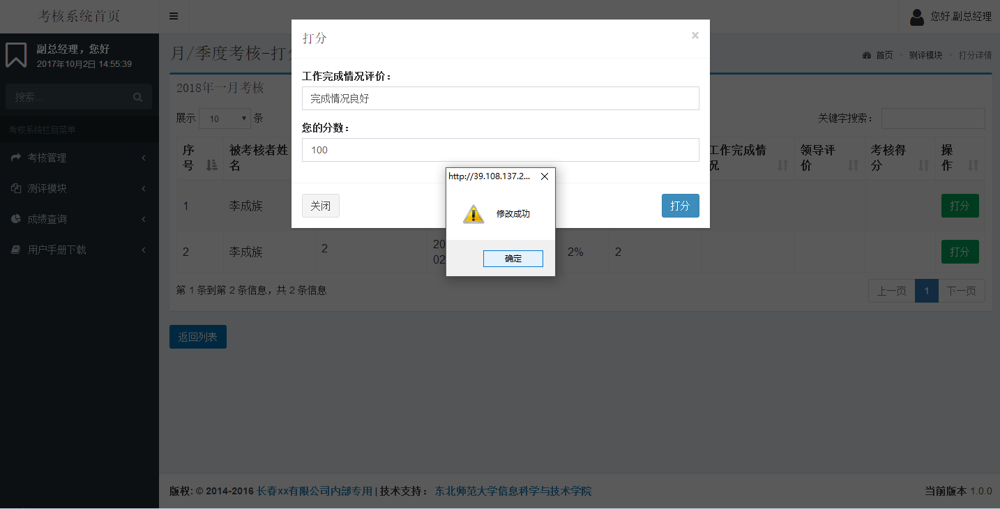 考核系统首页
您好,副总经理
副总经理，您好
2017年10月2日 14:55:39
搜索...
考核系统栏目菜单
考核管理
测评模块
成绩查询
用户手册下载
月/季度考核-打分
首页 > 测评模块 > 打分详情
2018年一月考核
展示 10 条
关键字搜索：
序号
被考核者姓名
工作完成情况
领导评价
考核得分
操作
1 李成族 打分
2 李成族 2 20 02 2% 2 打分
第 1 条到第 2 条信息，共 2 条信息
上一页 1 下一页
返回列表
打分
×
工作完成情况评价：
完成情况良好
您的分数：
100
关闭
打分
http://39.108.137.2...
修改成功
确定
版权: © 2014-2016 长春xx有限公司内部专用 | 技术支持： 东北师范大学信息科学与技术学院
当前版本 1.0.0